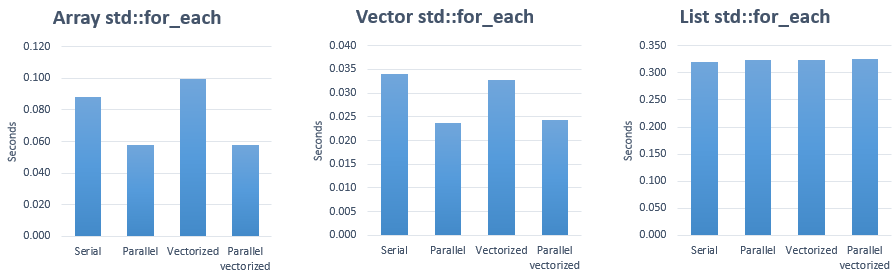 Array std::for_each
0.120
0.100
0.080
0.060
0.040
0.020
0.000
Seconds
Serial
Parallel
Vectorized
Parallel
vectorized
Vector std::for_each
0.040
0.035
0.030
0.025
0.020
0.015
0.010
0.005
0.000
Seconds
Serial
Parallel
Vectorized
Parallel
vectorized
List std::for_each
0.350
0.300
0.250
0.200
0.150
0.100
0.050
0.000
Seconds
Serial
Parallel
Vectorized
Parallel
vectorized